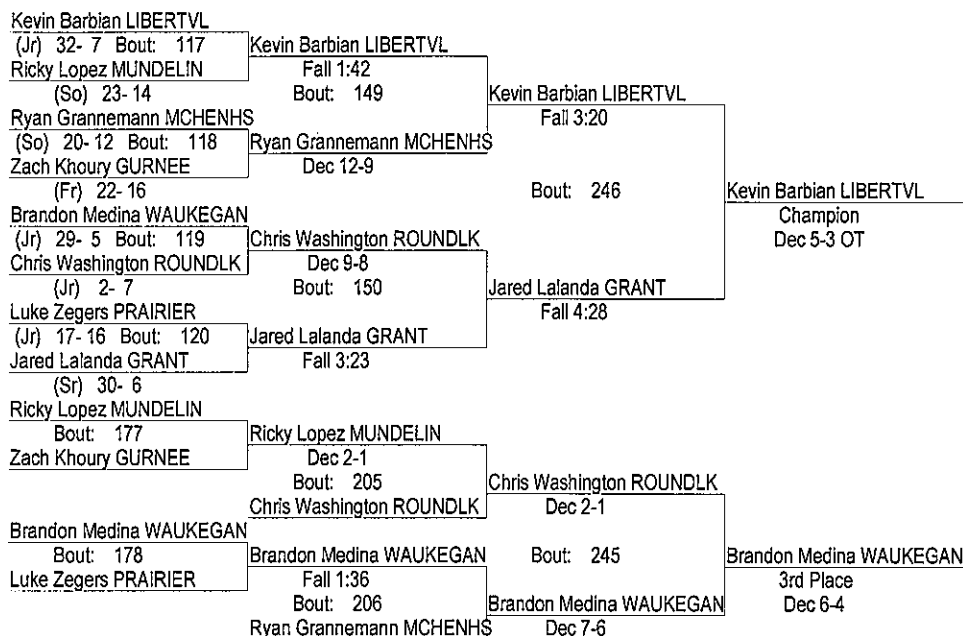 Kevin Barbian LIBERTVL
(Jr) 32- 7 Bout: 117
Ricky Lopez MUNDELIN
(So) 23- 14
Ryan Grannemann MCHENHS
(So) 20- 12 Bout: 118
Zach Khoury GURNEE
(Fr) 22- 16
Brandon Medina WAUKEGAN
(Jr) 29- 5 Bout: 119
Chris Washington ROUNDLK
(Jr) 2- 7
Luke Zegers PRAIRIER
(Jr) 17- 16 Bout: 120
Jared Lalanda GRANT
(Sr) 30- 6
Kevin Barbian LIBERTVL
Fall 1:42
Bout: 149
Ryan Grannemann MCHENHS
Dec 12-9
Chris Washington ROUNDLK
Dec 9-8
Bout: 150
Jared Lalanda GRANT
Fall 3:23
Kevin Barbian LIBERTVL
Fall 3:20
Bout: 246
Jared Lalanda GRANT
Fall 4:28
Kevin Barbian LIBERTVL
Champion
Dec 5-3 OT
Ricky Lopez MUNDELIN
Bout: 177
Zach Khoury GURNEE
Brandon Medina WAUKEGAN
Bout: 178
Luke Zegers PRAIRIER
Ricky Lopez MUNDELIN
Dec 2-1
Bout: 205
Chris Washington ROUNDLK
Brandon Medina WAUKEGAN
Fall 1:36
Bout: 206
Ryan Grannemann MCHENHS
Chris Washington ROUNDLK
Dec 2-1
Bout: 245
Brandon Medina WAUKEGAN
Dec 7-6
Brandon Medina WAUKEGAN
3rd Place
Dec 6-4